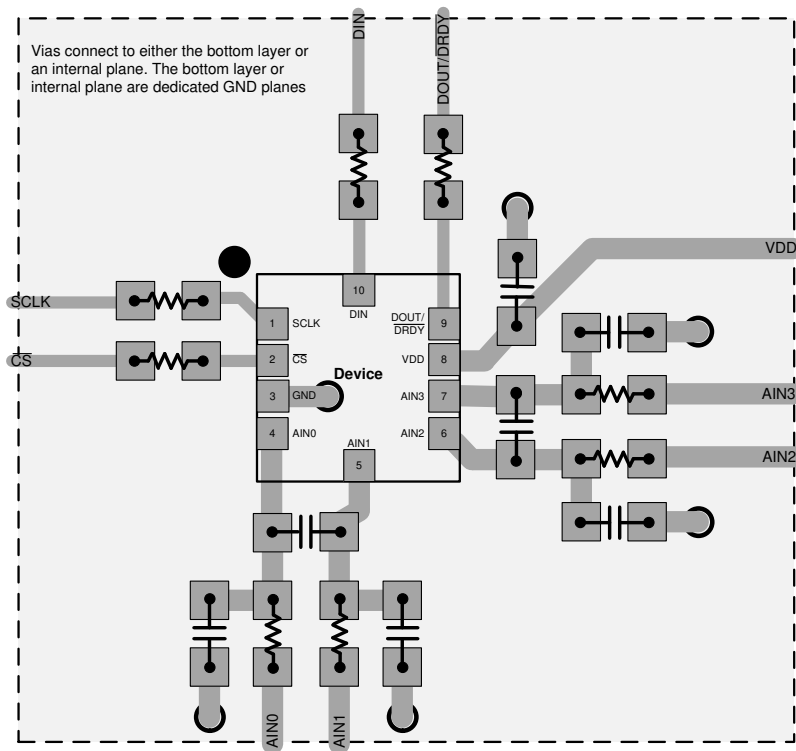 Vias connect to either the bottom layer or
an internal plane. The bottom layer or
internal plane are dedicated GND planes
DIN
DOUT/DRDY
VDD
SCLK
10
DIN
1
SCLK
DOUT/
DRDY
9
CS
2
CS
Device
VDD
8
3
GND
AIN3
7
AIN3
4
AIN0
AIN1
AIN2
6
5
AIN2
AIN0
AIN1